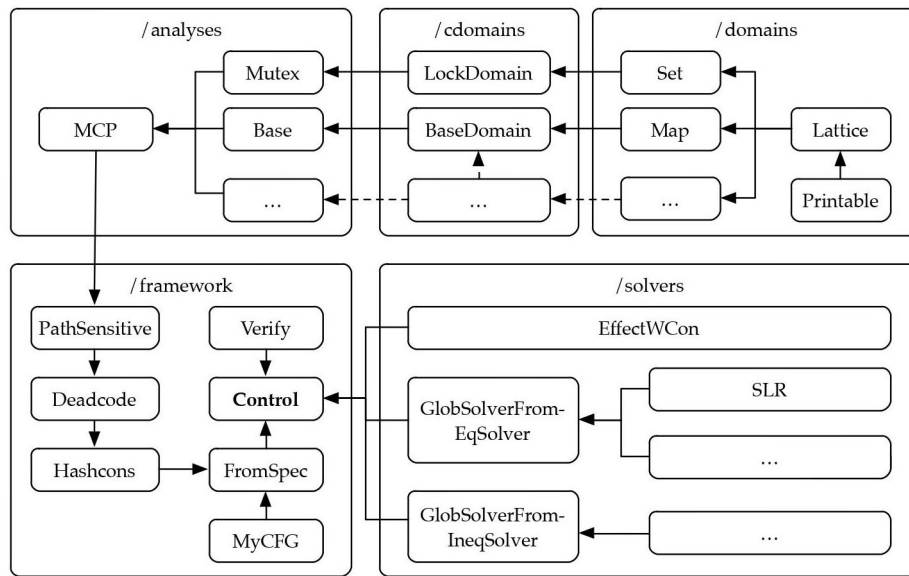 /analyses
Mutex
MCP
Base
...
/cdomains
LockDomain
BaseDomain
...
/domains
Set
Map
Lattice
...
Printable
/framework
PathSensitive
Verify
Deadcode
Control
Hashcons
FromSpec
MyCFG
/solvers
EffectWCon
GlobSolverFrom-
EqSolver
SLR
...
GlobSolverFrom-
IneqSolver
...